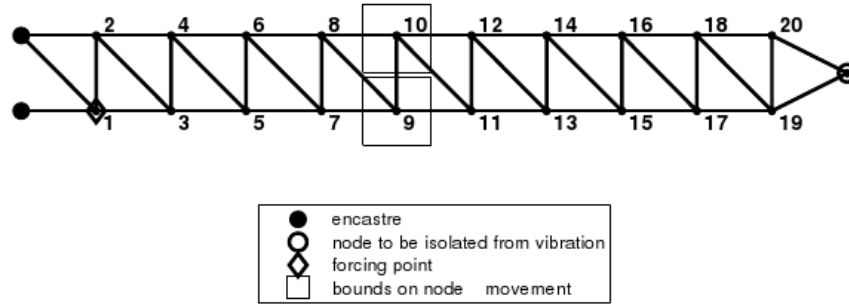 2 4 6 8 10 12 14 16 18 20
1 3 5 7 9 11 13 15 17 19
encastre
node to be isolated from vibration
forcing point
bounds on node movement